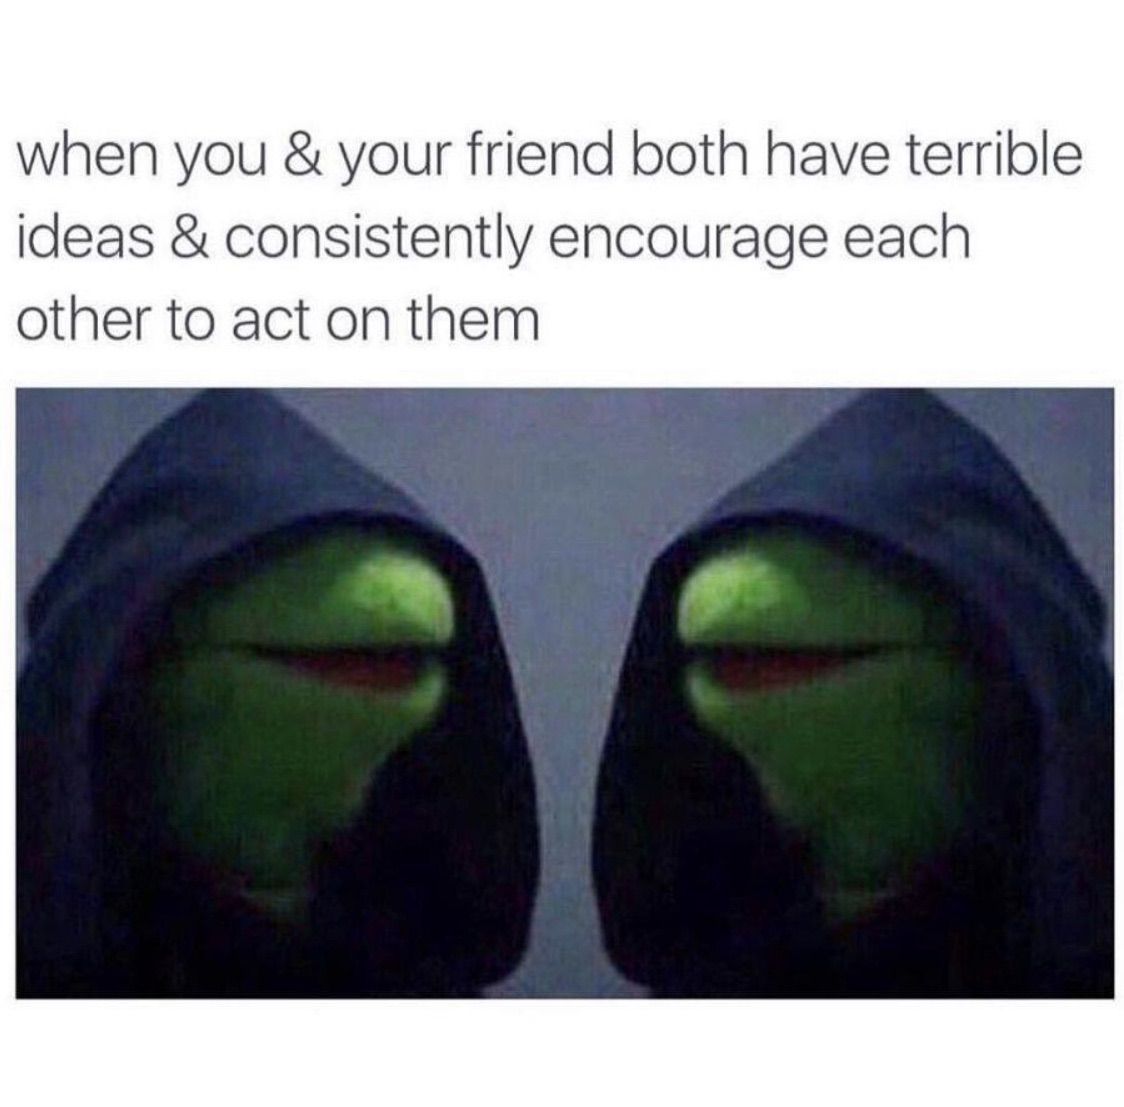 when you & your friend both have terrible
ideas & consistently encourage each
other to act on them